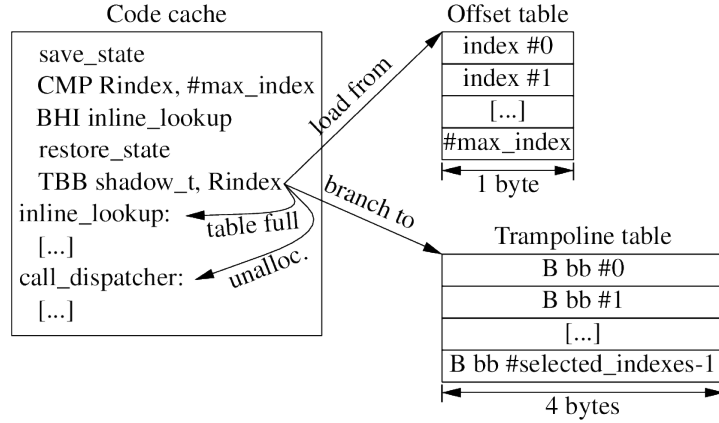 Code cache
save_state
CMP Rindex, #max_index
BHI inline_lookup
restore_state
TBB shadow_t, Rindex
inline_lookup:
[...]
call_dispatcher:
[...]
load from
branch to
table full
unalloc.
Offset table
index #0
index #1
[...]
#max_index
1 byte
Trampoline table
B bb #0
B bb #1
[...]
B bb #selected_indexes-1
4 bytes